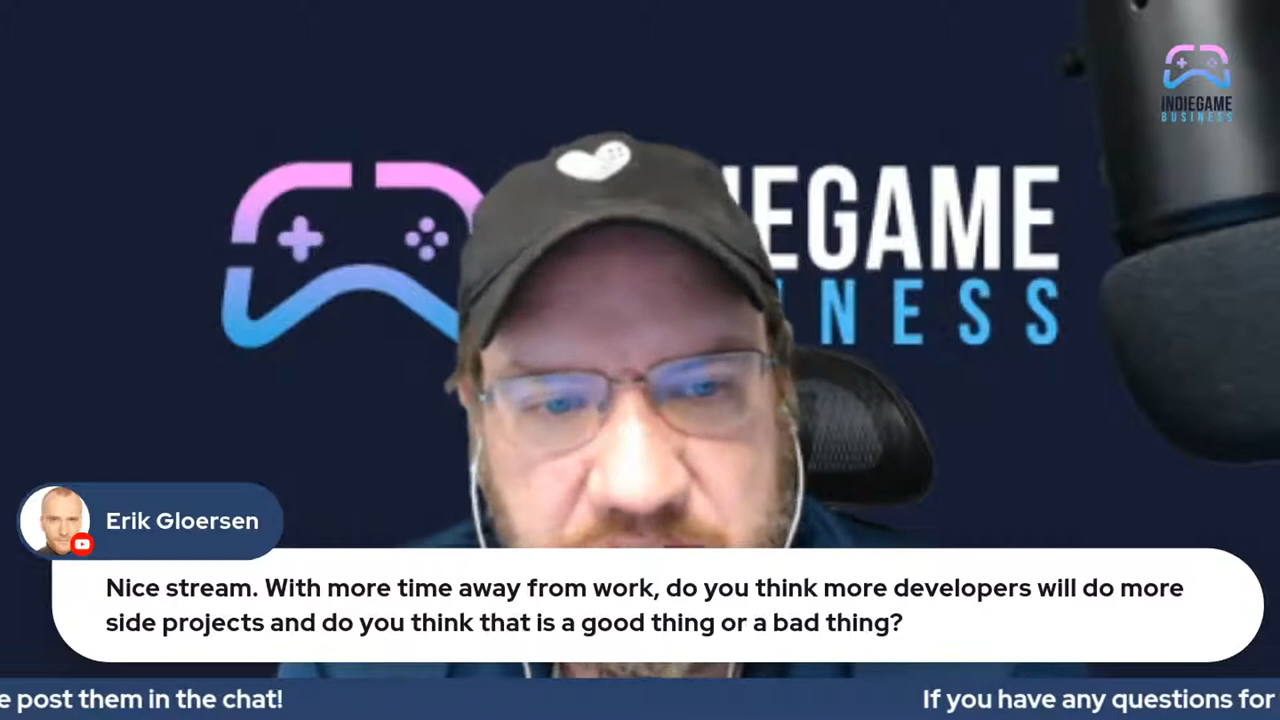 INDIEGAME
BUSINESS
IEGAME
INESS
Erik Gloersen
Nice stream. With more time away from work, do you think more developers will do more
side projects and do you think that is a good thing or a bad thing?
e post them in the chat!
If you have any questions for